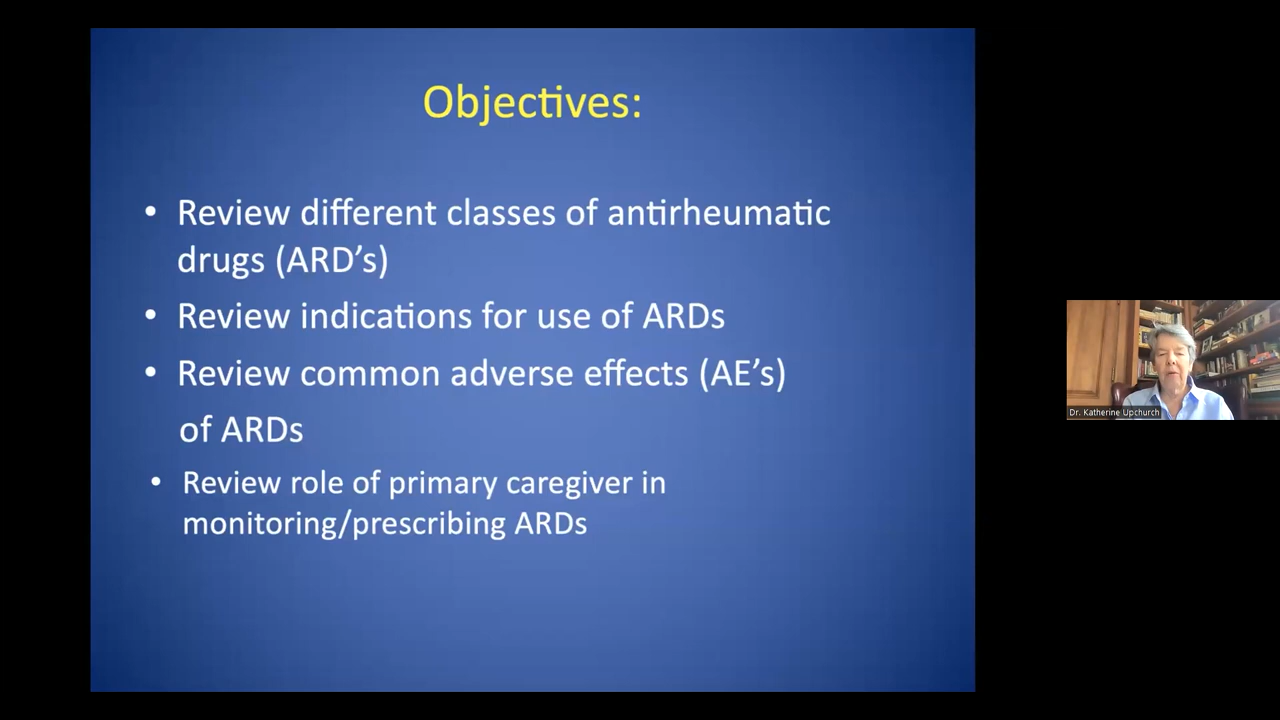 Objectives:
• Review different classes of antirheumatic
drugs (ARD’s)
• Review indications for use of ARDs
• Review common adverse effects (AE’s)
of ARDs
• Review role of primary caregiver in
monitoring/prescribing ARDs
Dr. Katherine Upchurch